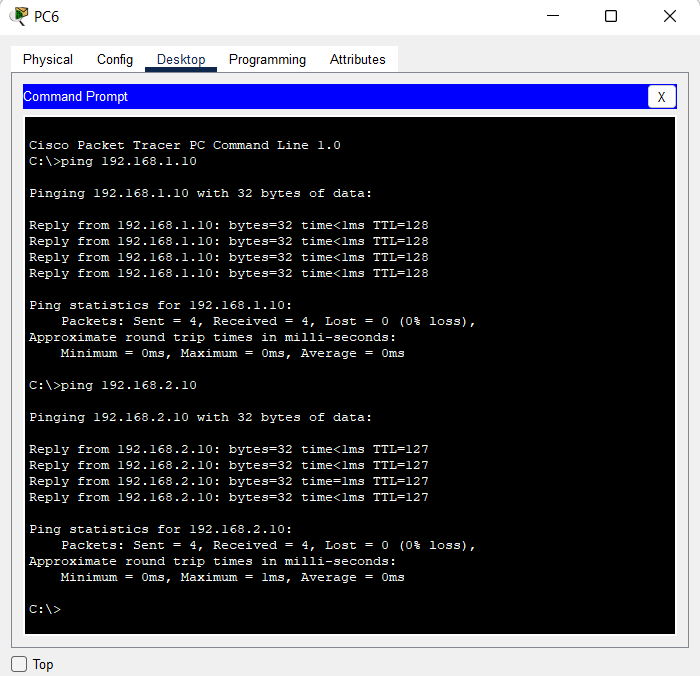 PC6
Physical Config Desktop Programming Attributes
Command Prompt
X
Cisco Packet Tracer PC Command Line 1.0
C:\>ping 192.168.1.10
Pinging 192.168.1.10 with 32 bytes of data:
Reply from 192.168.1.10: bytes=32 time<1ms TTL=128
Reply from 192.168.1.10: bytes=32 time<1ms TTL=128
Reply from 192.168.1.10: bytes=32 time<1ms TTL=128
Reply from 192.168.1.10: bytes=32 time<1ms TTL=128
Ping statistics for 192.168.1.10:
Packets: Sent = 4, Received = 4, Lost = 0 (0% loss),
Approximate round trip times in milli-seconds:
Minimum = 0ms, Maximum = 0ms, Average = 0ms
C:\>ping 192.168.2.10
Pinging 192.168.2.10 with 32 bytes of data:
Reply from 192.168.2.10: bytes=32 time<1ms TTL=127
Reply from 192.168.2.10: bytes=32 time<1ms TTL=127
Reply from 192.168.2.10: bytes=32 time=1ms TTL=127
Reply from 192.168.2.10: bytes=32 time<1ms TTL=127
Ping statistics for 192.168.2.10:
Packets: Sent = 4, Received = 4, Lost = 0 (0% loss),
Approximate round trip times in milli-seconds:
Minimum = 0ms, Maximum = 1ms, Average = 0ms
C:\>
Top